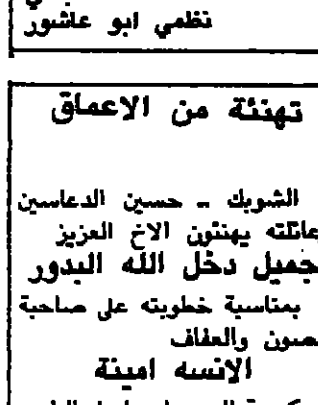 نظمي ابو عاشور
تهنئة من الاعماق
الشوبك - حسين الدعاسين
عائلته يهنئون الاخ العزيز
جميل دخل الله البدور
بمناسبة خطوبته على صاحبة
صون والعفاف
الانسه امينة